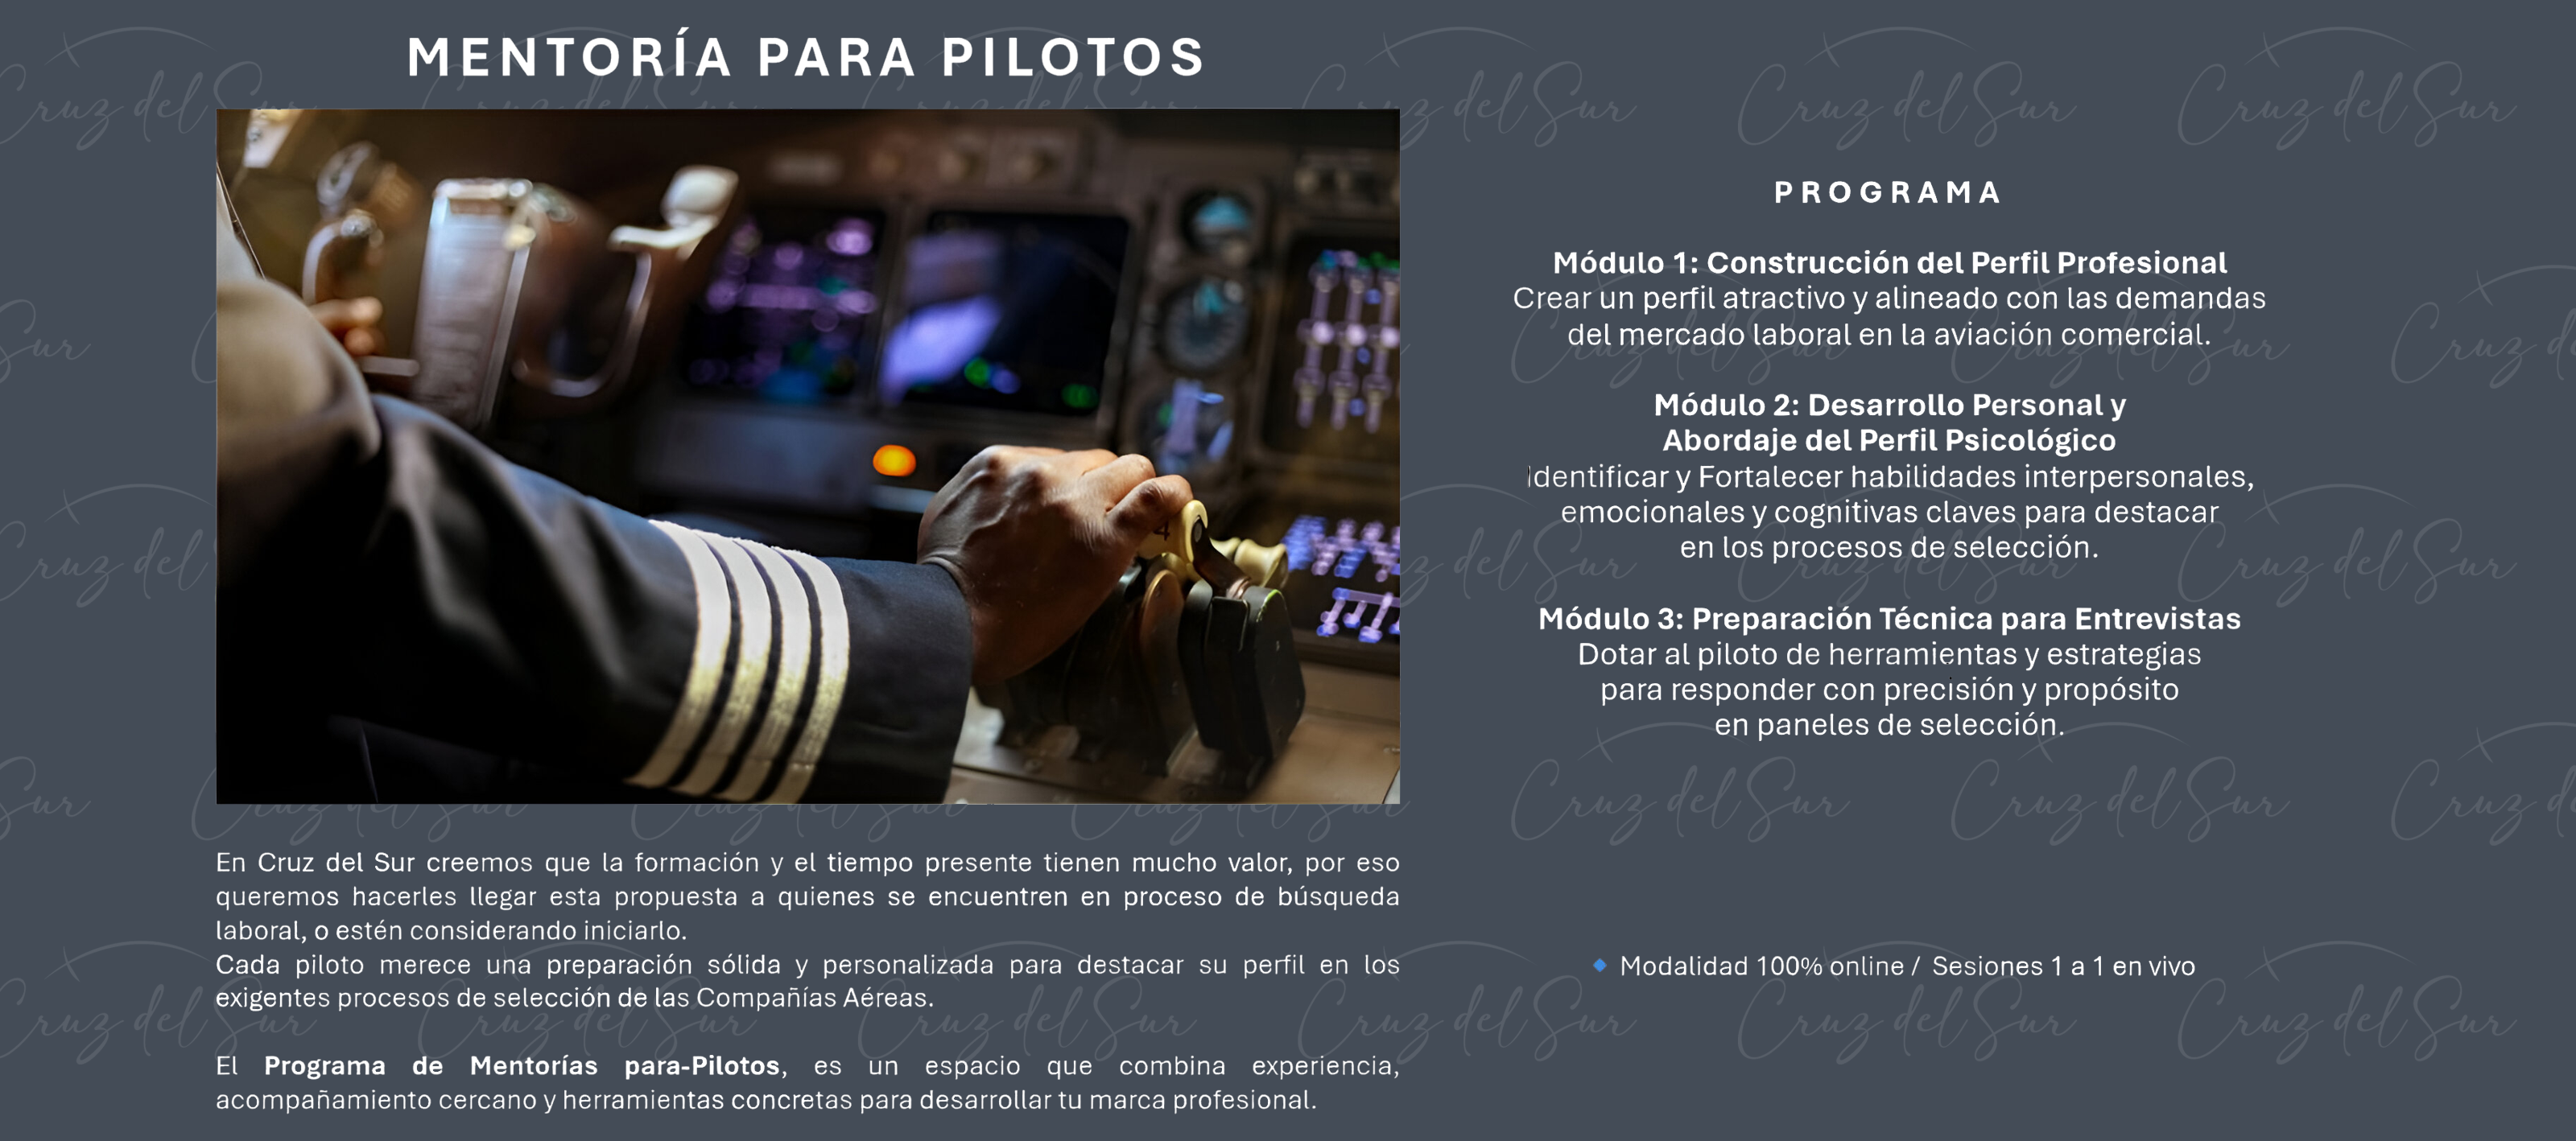 MENTORÍA PARA PILOTOS
En Cruz del Sur creemos que la formación y el tiempo presente tienen mucho valor, por eso
queremos hacerles llegar esta propuesta a quienes se encuentren en proceso de búsqueda
laboral, o estén considerando iniciarlo.
Cada piloto merece una preparación sólida y personalizada para destacar su perfil en los
exigentes procesos de selección de las Compañías Aéreas.
El Programa de Mentorías para-Pilotos, es un espacio que combina experiencia,
acompañamiento cercano y herramientas concretas para desarrollar tu marca profesional.
PROGRAMA
Módulo 1: Construcción del Perfil Profesional
Crear un perfil atractivo y alineado con las demandas
del mercado laboral en la aviación comercial.
Módulo 2: Desarrollo Personal y
Abordaje del Perfil Psicológico
Identificar y Fortalecer habilidades interpersonales,
emocionales y cognitivas claves para destacar
en los procesos de selección.
Módulo 3: Preparación Técnica para Entrevistas
Dotar al piloto de herramientas y estrategias
para responder con precisión y propósito
en paneles de selección.
Modalidad 100% online / Sesiones 1 a 1 en vivo
Cruz del Sur
4